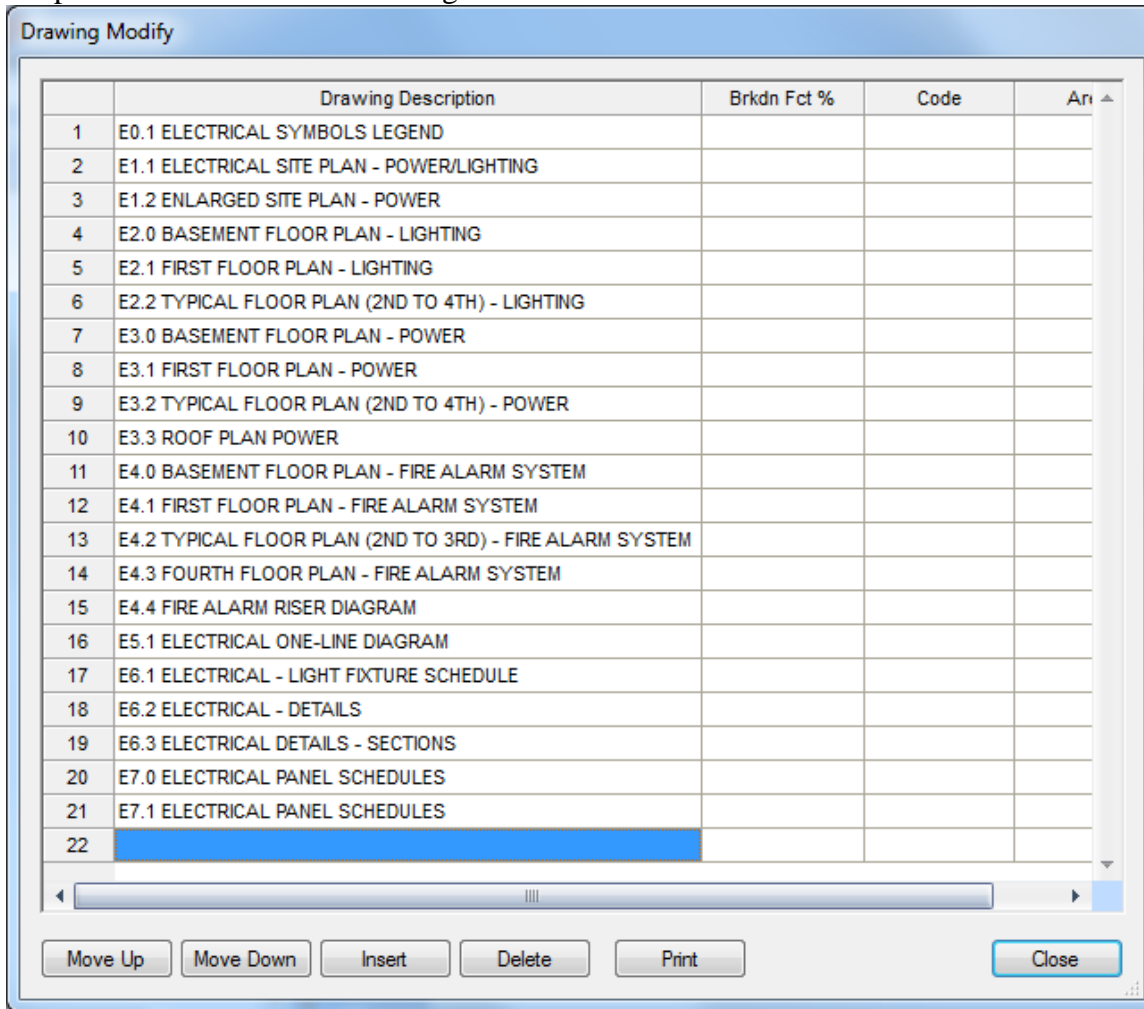 Drawing Modify
Drawing Description Brkdn Fct % Code
1 E0.1 ELECTRICAL SYMBOLS LEGEND
2 E1.1 ELECTRICAL SITE PLAN - POWER/LIGHTING
3 E1.2 ENLARGED SITE PLAN - POWER
4 E2.0 BASEMENT FLOOR PLAN - LIGHTING
5 E2.1 FIRST FLOOR PLAN - LIGHTING
6 E2.2 TYPICAL FLOOR PLAN (2ND TO 4TH) - LIGHTING
7 E3.0 BASEMENT FLOOR PLAN - POWER
8 E3.1 FIRST FLOOR PLAN - POWER
9 E3.2 TYPICAL FLOOR PLAN (2ND TO 4TH) - POWER
10 E3.3 ROOF PLAN POWER
11 E4.0 BASEMENT FLOOR PLAN - FIRE ALARM SYSTEM
12 E4.1 FIRST FLOOR PLAN - FIRE ALARM SYSTEM
13 E4.2 TYPICAL FLOOR PLAN (2ND TO 3RD) - FIRE ALARM SYSTEM
14 E4.3 FOURTH FLOOR PLAN - FIRE ALARM SYSTEM
15 E4.4 FIRE ALARM RISER DIAGRAM
16 E5.1 ELECTRICAL ONE-LINE DIAGRAM
17 E6.1 ELECTRICAL - LIGHT FIXTURE SCHEDULE
18 E6.2 ELECTRICAL - DETAILS
19 E6.3 ELECTRICAL DETAILS - SECTIONS
20 E7.0 ELECTRICAL PANEL SCHEDULES
21 E7.1 ELECTRICAL PANEL SCHEDULES
22
Move Up Move Down Insert Delete Print Close